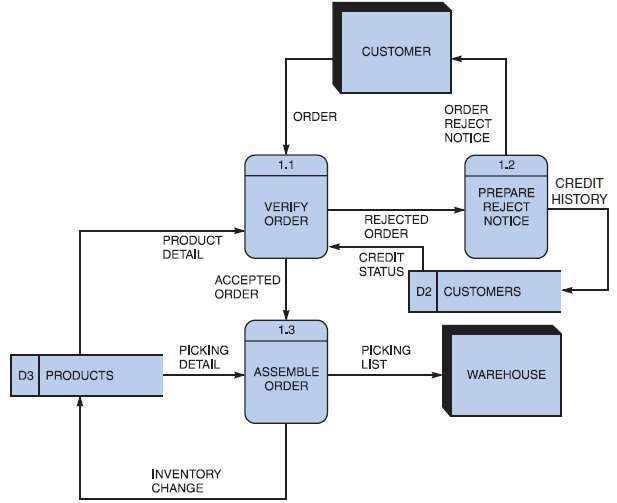 CUSTOMER
ORDER
ORDER
REJECT
NOTICE
1.1
VERIFY
ORDER
1.2
PREPARE
REJECT
NOTICE
CREDIT
HISTORY
REJECTED
ORDER
PRODUCT
DETAIL
CREDIT
STATUS
ACCEPTED
ORDER
D2 CUSTOMERS
1.3
ASSEMBLE
ORDER
D3 PRODUCTS
PICKING
DETAIL
PICKING
LIST
WAREHOUSE
INVENTORY
CHANGE